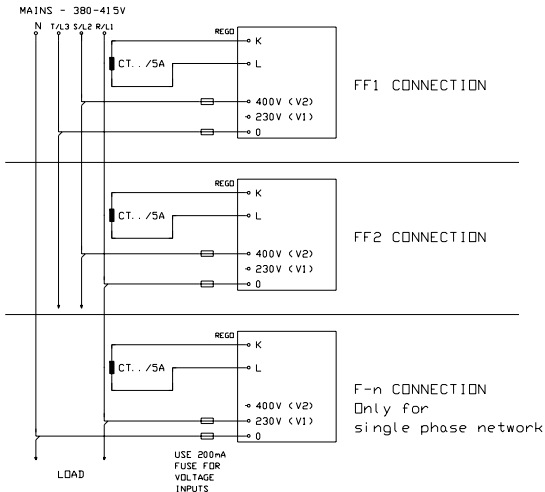 MAINS - 380-415V
N T/L3 S/L2 R/L1
REGO
K
CT../5A
L
FF1 CONNECTION
400V (V2)
230V (V1)
0
REGO
K
CT../5A
L
FF2 CONNECTION
400V (V2)
230V (V1)
0
REGO
K
CT../5A
L
F-n CONNECTION
Only for
single phase network
400V (V2)
230V (V1)
0
LOAD
USE 200mA
FUSE FOR
VOLTAGE
INPUTS